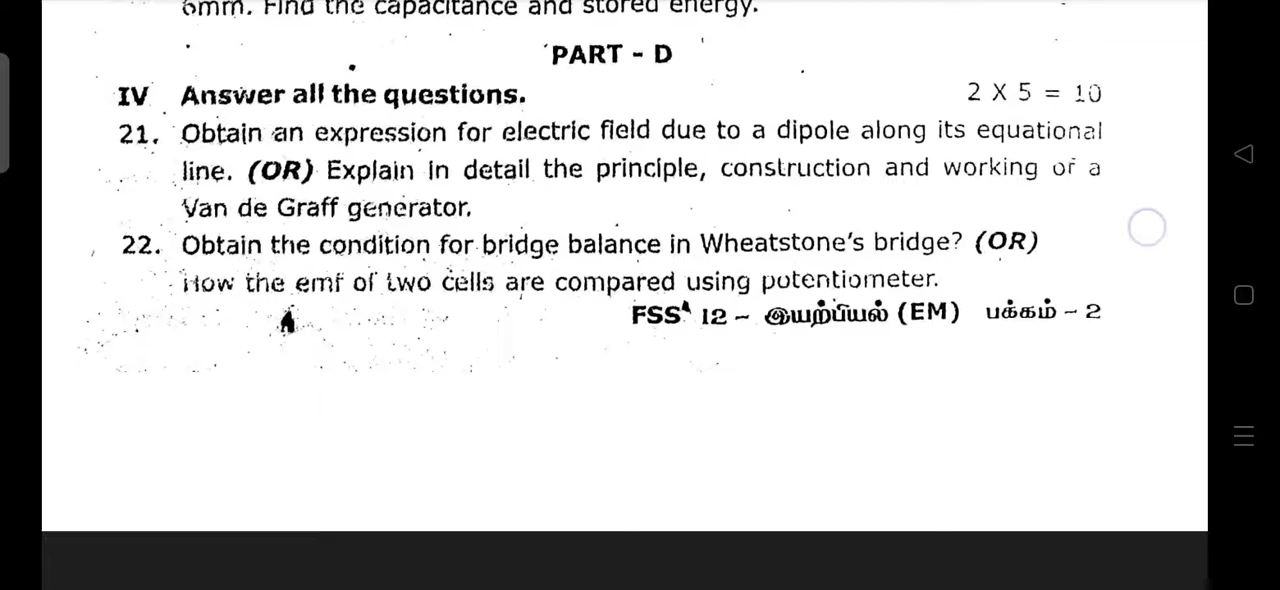 6mm. Find the capacitance and stored energy.
PART - D
IV Answer all the questions. 2 X 5 = 10
21. Obtain an expression for electric field due to a dipole along its equational
line. (OR) Explain in detail the principle, construction and working of a
Van de Graff generator.
22. Obtain the condition for bridge balance in Wheatstone's bridge? (OR)
How the emf of two cells are compared using potentiometer.
FSS 12 - இயற்பியல் (EM) பக்கம் - 2